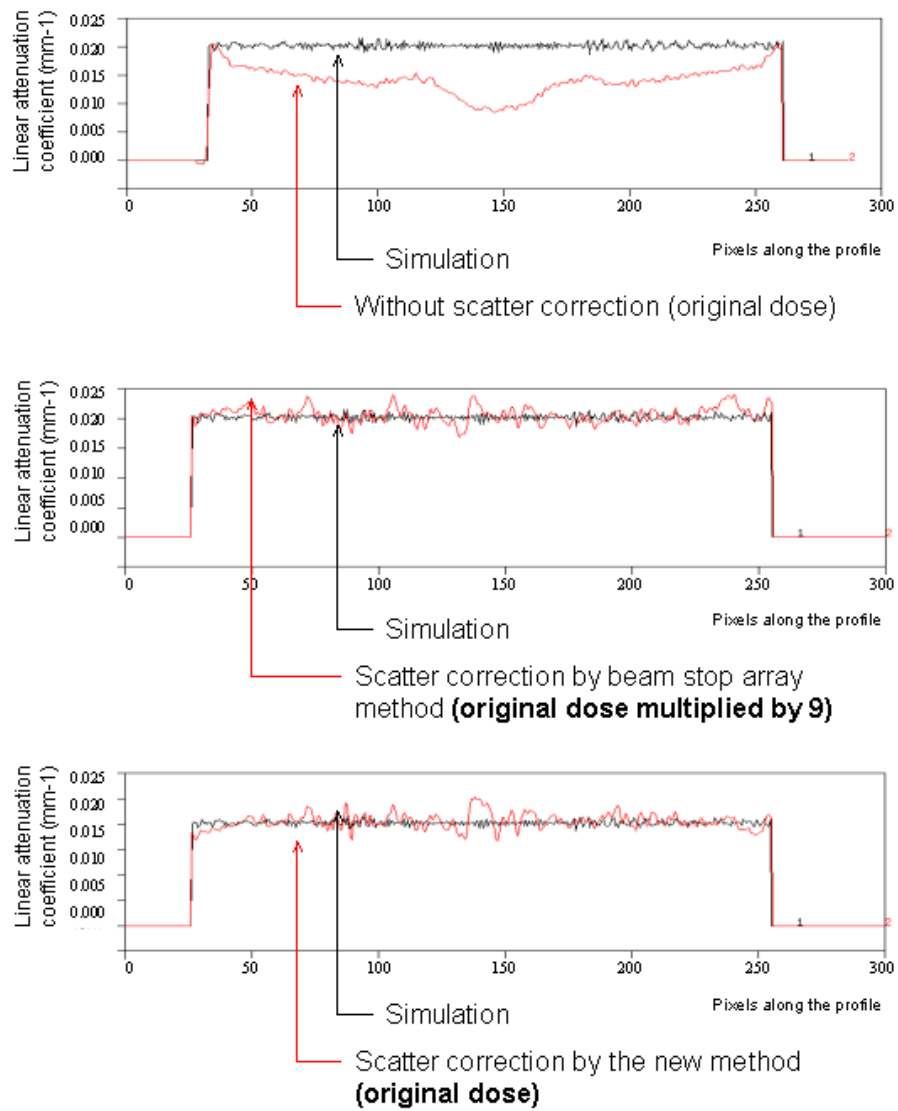 Linear attenuation
coefficient (mm-1)
0.025
0.020
0.015
0.010
0.005
0.000
1
2
0
50
100
150
200
250
300
Pixels along the profile
Simulation
Without scatter correction (original dose)
Linear attenuation
coefficient (mm-1)
0.025
0.020
0.015
0.010
0.005
0.000
1
2
0
50
100
150
200
250
300
Pixels along the profile
Simulation
Scatter correction by beam stop array
method (original dose multiplied by 9)
Linear attenuation
coefficient (mm-1)
0.025
0.020
0.015
0.010
0.005
0.000
1
2
0
50
100
150
200
250
300
Pixels along the profile
Simulation
Scatter correction by the new method
(original dose)